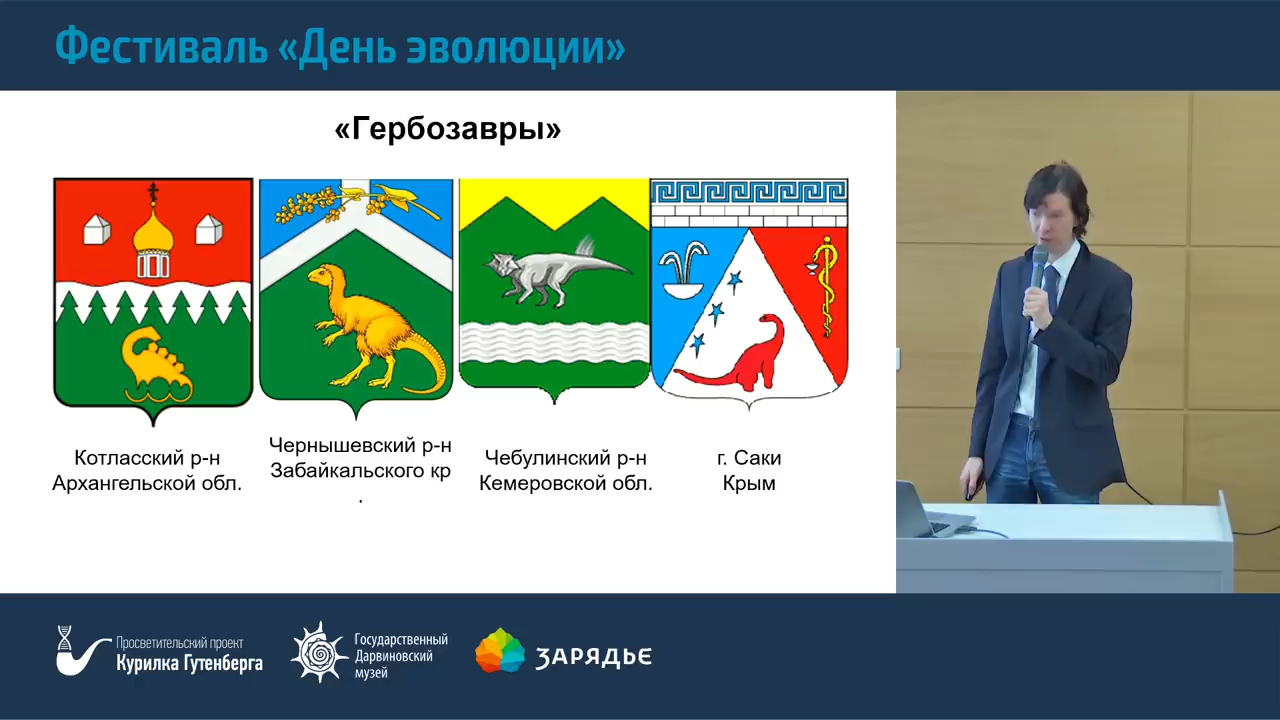 Фестиваль «День эволюции»
«Гербозавры»
Котласский р-н
Архангельской обл.
Чернышевский р-н
Забайкальского кр
.
Чебулинский р-н
Кемеровской обл.
г. Саки
Крым
Просветительский проект
Курилка Гутенберга
Государственный
Дарвиновский
музей
ЗАРЯДЬЕ